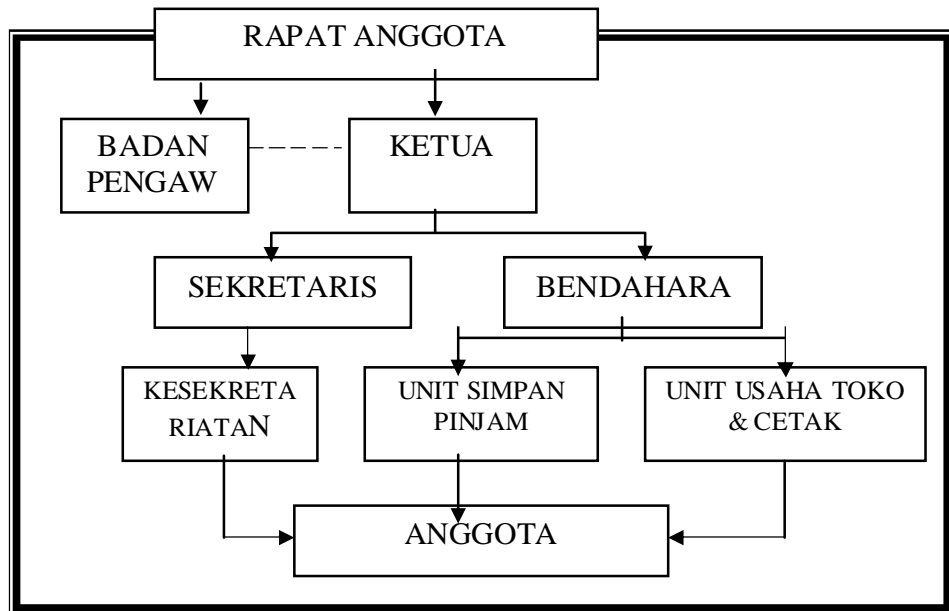 RAPAT ANGGOTA
BADAN
PENGAW
KETUA
SEKRETARIS
BENDAHARA
KESEKRETA
RIATAN
UNIT SIMPAN
PINJAM
UNIT USAHA TOKO
& CETAK
ANGGOTA